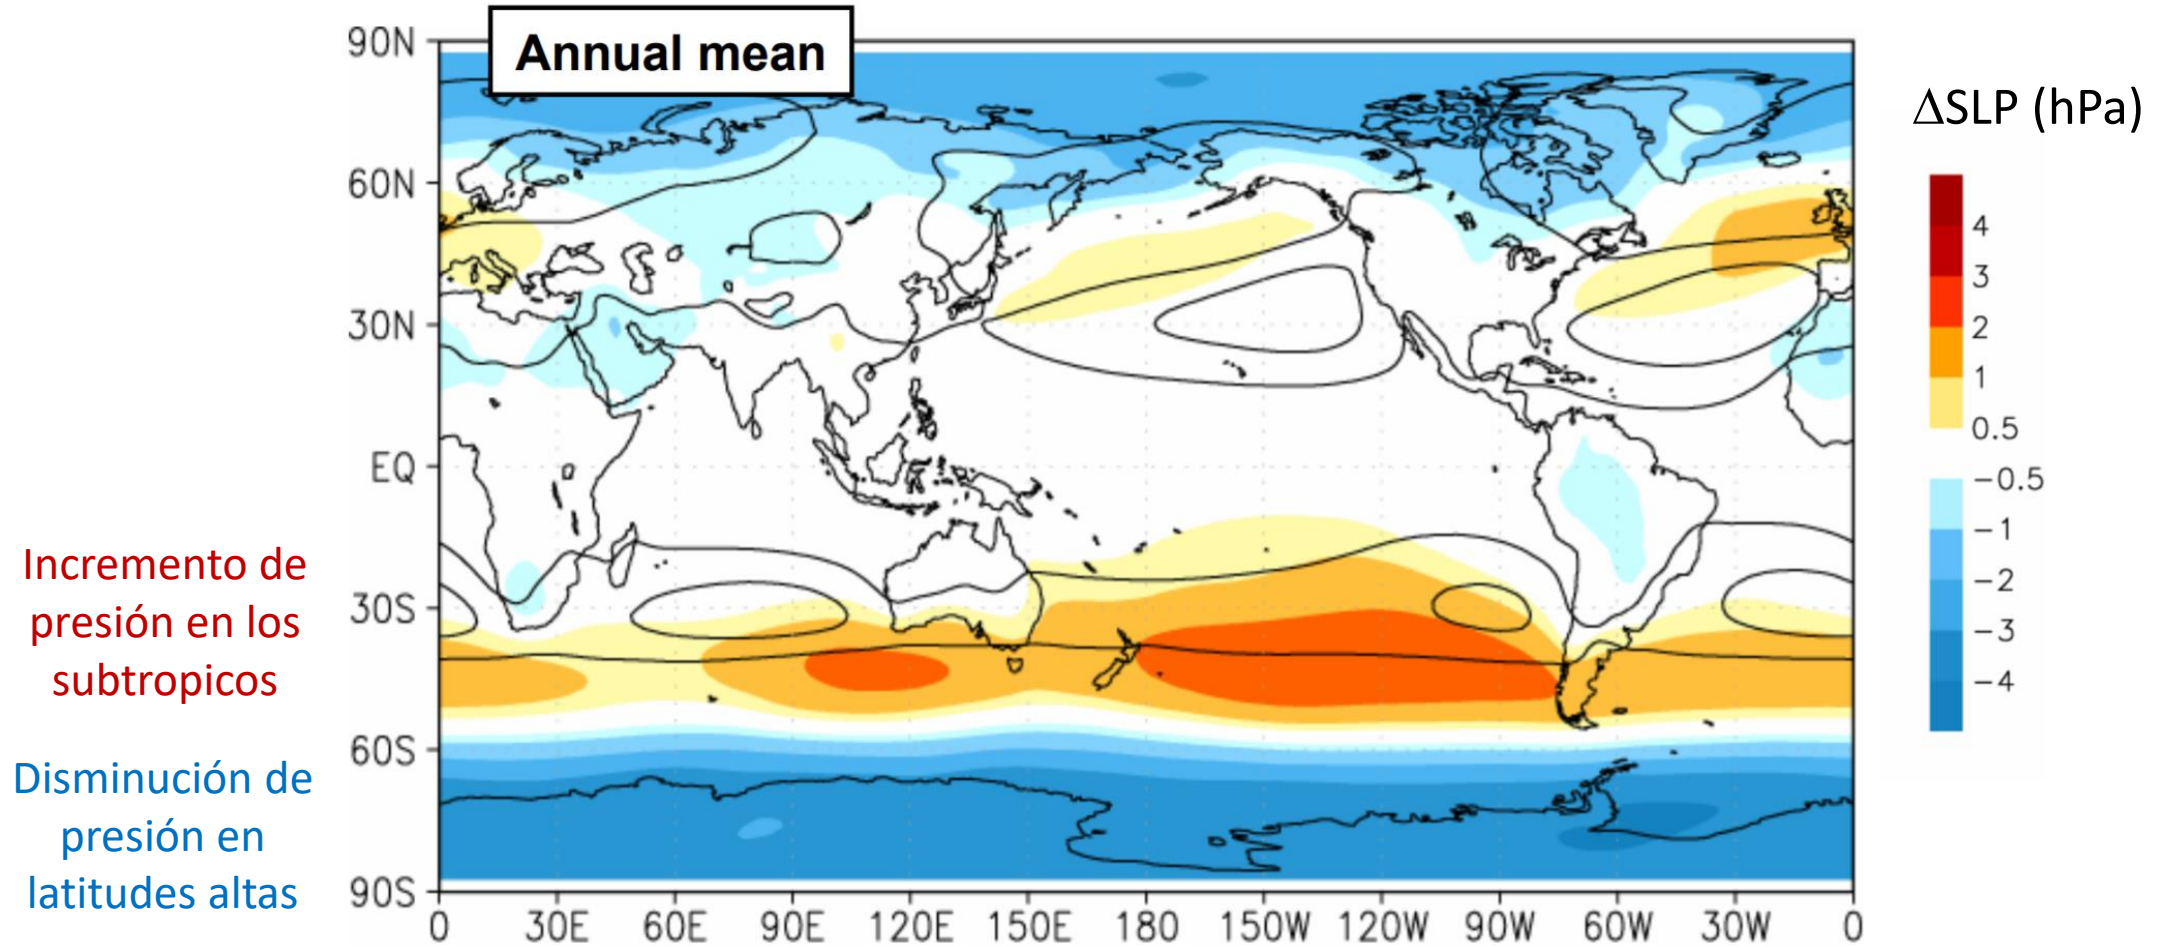 Annual mean
90N
60N
30N
EQ
30S
60S
90S
0 30E 60E 90E 120E 150E 180 150W 120W 90W 60W 30W 0
ΔSLP (hPa)
4
3
2
1
0.5
−0.5
−1
−2
−3
−4
Incremento de
presión en los
subtropicos
Disminución de
presión en
latitudes altas